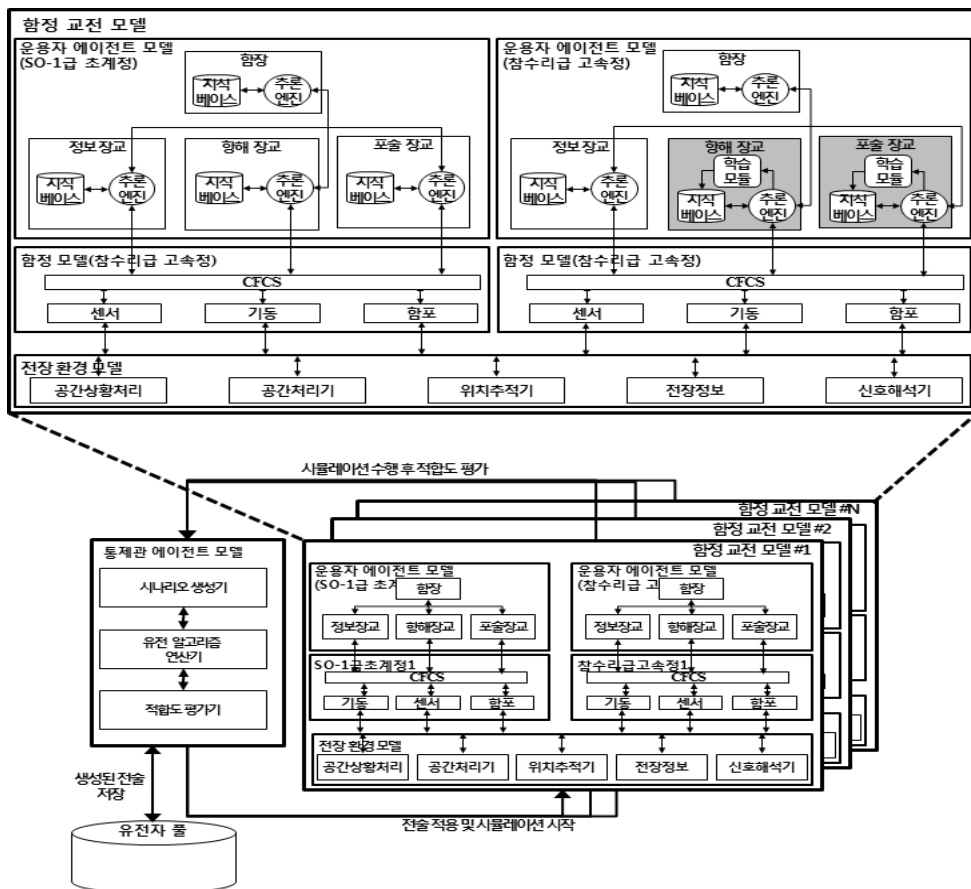 함정 교전 모델
운용자 에이전트 모델
(SO-1급 초계정)
함장
지식
베이스
추론
엔진
정보 장교
지식
베이스
추론
엔진
항해 장교
지식
베이스
추론
엔진
포술 장교
지식
베이스
추론
엔진
운용자 에이전트 모델
(참수리급 고속정)
함장
지식
베이스
추론
엔진
정보 장교
지식
베이스
추론
엔진
항해 장교
학습
모듈
지식
베이스
추론
엔진
포술 장교
학습
모듈
지식
베이스
추론
엔진
함정 모델(참수리급 고속정)
CFCS
센서
기동
함포
함정 모델(참수리급 고속정)
CFCS
센서
기동
함포
전장 환경 모델
공간상황처리
공간처리기
위치추적기
전장정보
신호해석기
시뮬레이션 수행 후 적합도 평가
함정 교전 모델 #N
함정 교전 모델 #2
함정 교전 모델 #1
통제관 에이전트 모델
시나리오 생성기
유전 알고리즘
연산기
적합도 평가기
생성된 전술
저장
유전자 풀
운용자 에이전트 모델
(SO-1급 초계정)
함장
정보장교
항해장교
포술장교
운용자 에이전트 모델
(참수리급 고
함장
정보장교
항해장교
포술장교
SO-1급초계정1
CFCS
기동
센서
함포
참수리급고속정1
CFCS
기동
센서
함포
전장 환경 모델
공간상황처리
공간처리기
위치추적기
전장정보
신호해석기
전술 적용 및 시뮬레이션 시작